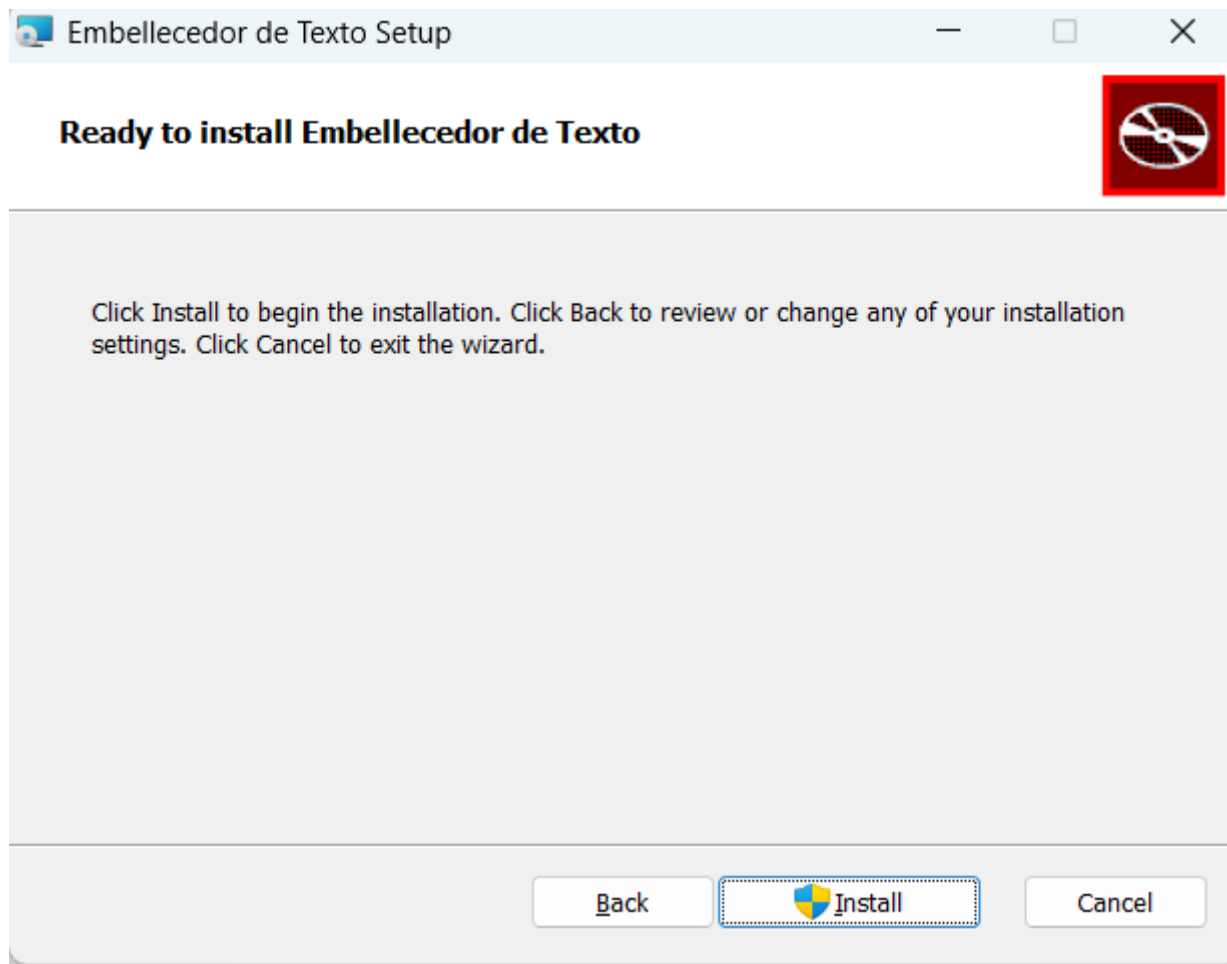 Embellecedor de Texto Setup
Ready to install Embellecedor de Texto
Click Install to begin the installation. Click Back to review or change any of your installation
settings. Click Cancel to exit the wizard.
Back
Install
Cancel